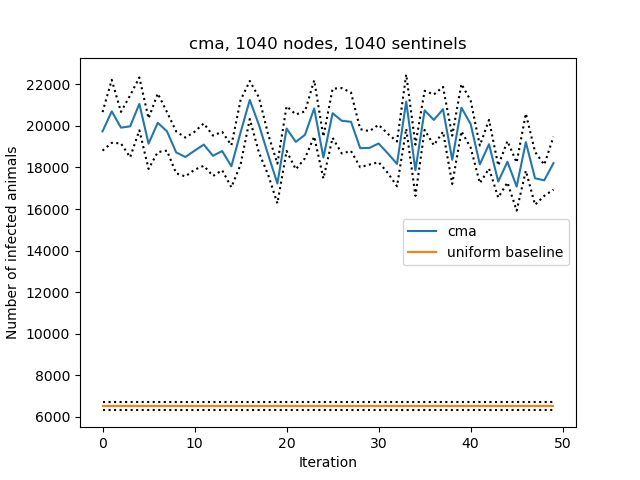 cma, 1040 nodes, 1040 sentinels
Number of infected animals
22000
20000
18000
16000
14000
12000
10000
8000
6000
cma
uniform baseline
0 10 20 30 40 50
Iteration